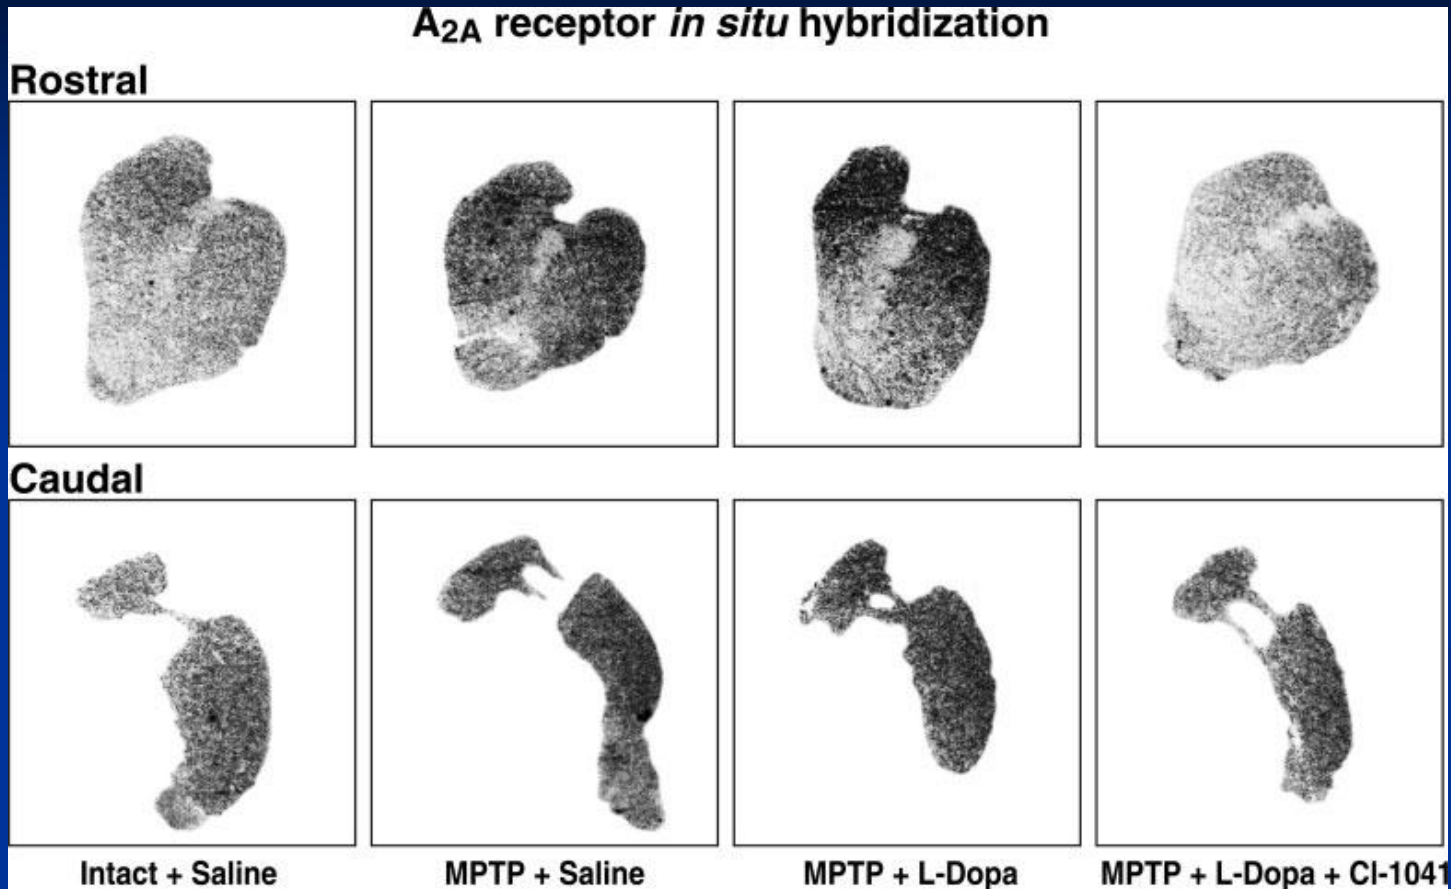 A2A receptor in situ hybridization
Rostral
Caudal
Intact + Saline
MPTP + Saline
MPTP + L-Dopa
MPTP + L-Dopa + CI-1041